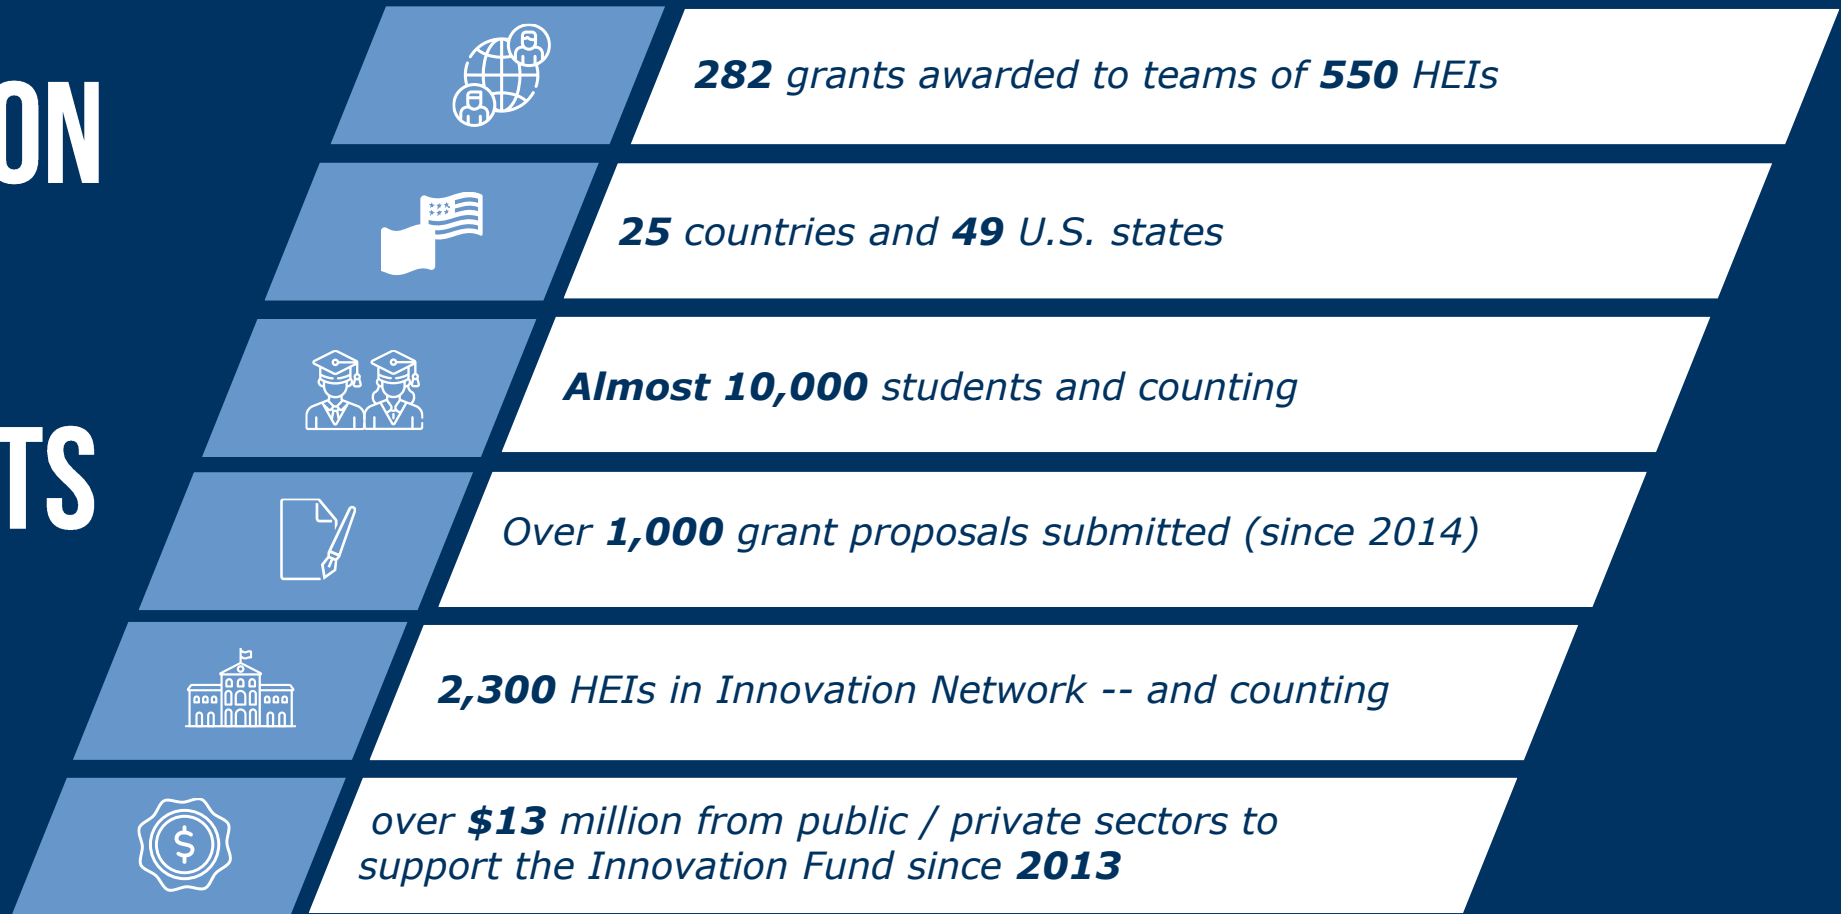 ON
TS
282 grants awarded to teams of 550 HEIs
25 countries and 49 U.S. states
Almost 10,000 students and counting
Over 1,000 grant proposals submitted (since 2014)
2,300 HEIs in Innovation Network -- and counting
over $13 million from public / private sectors to
support the Innovation Fund since 2013
$